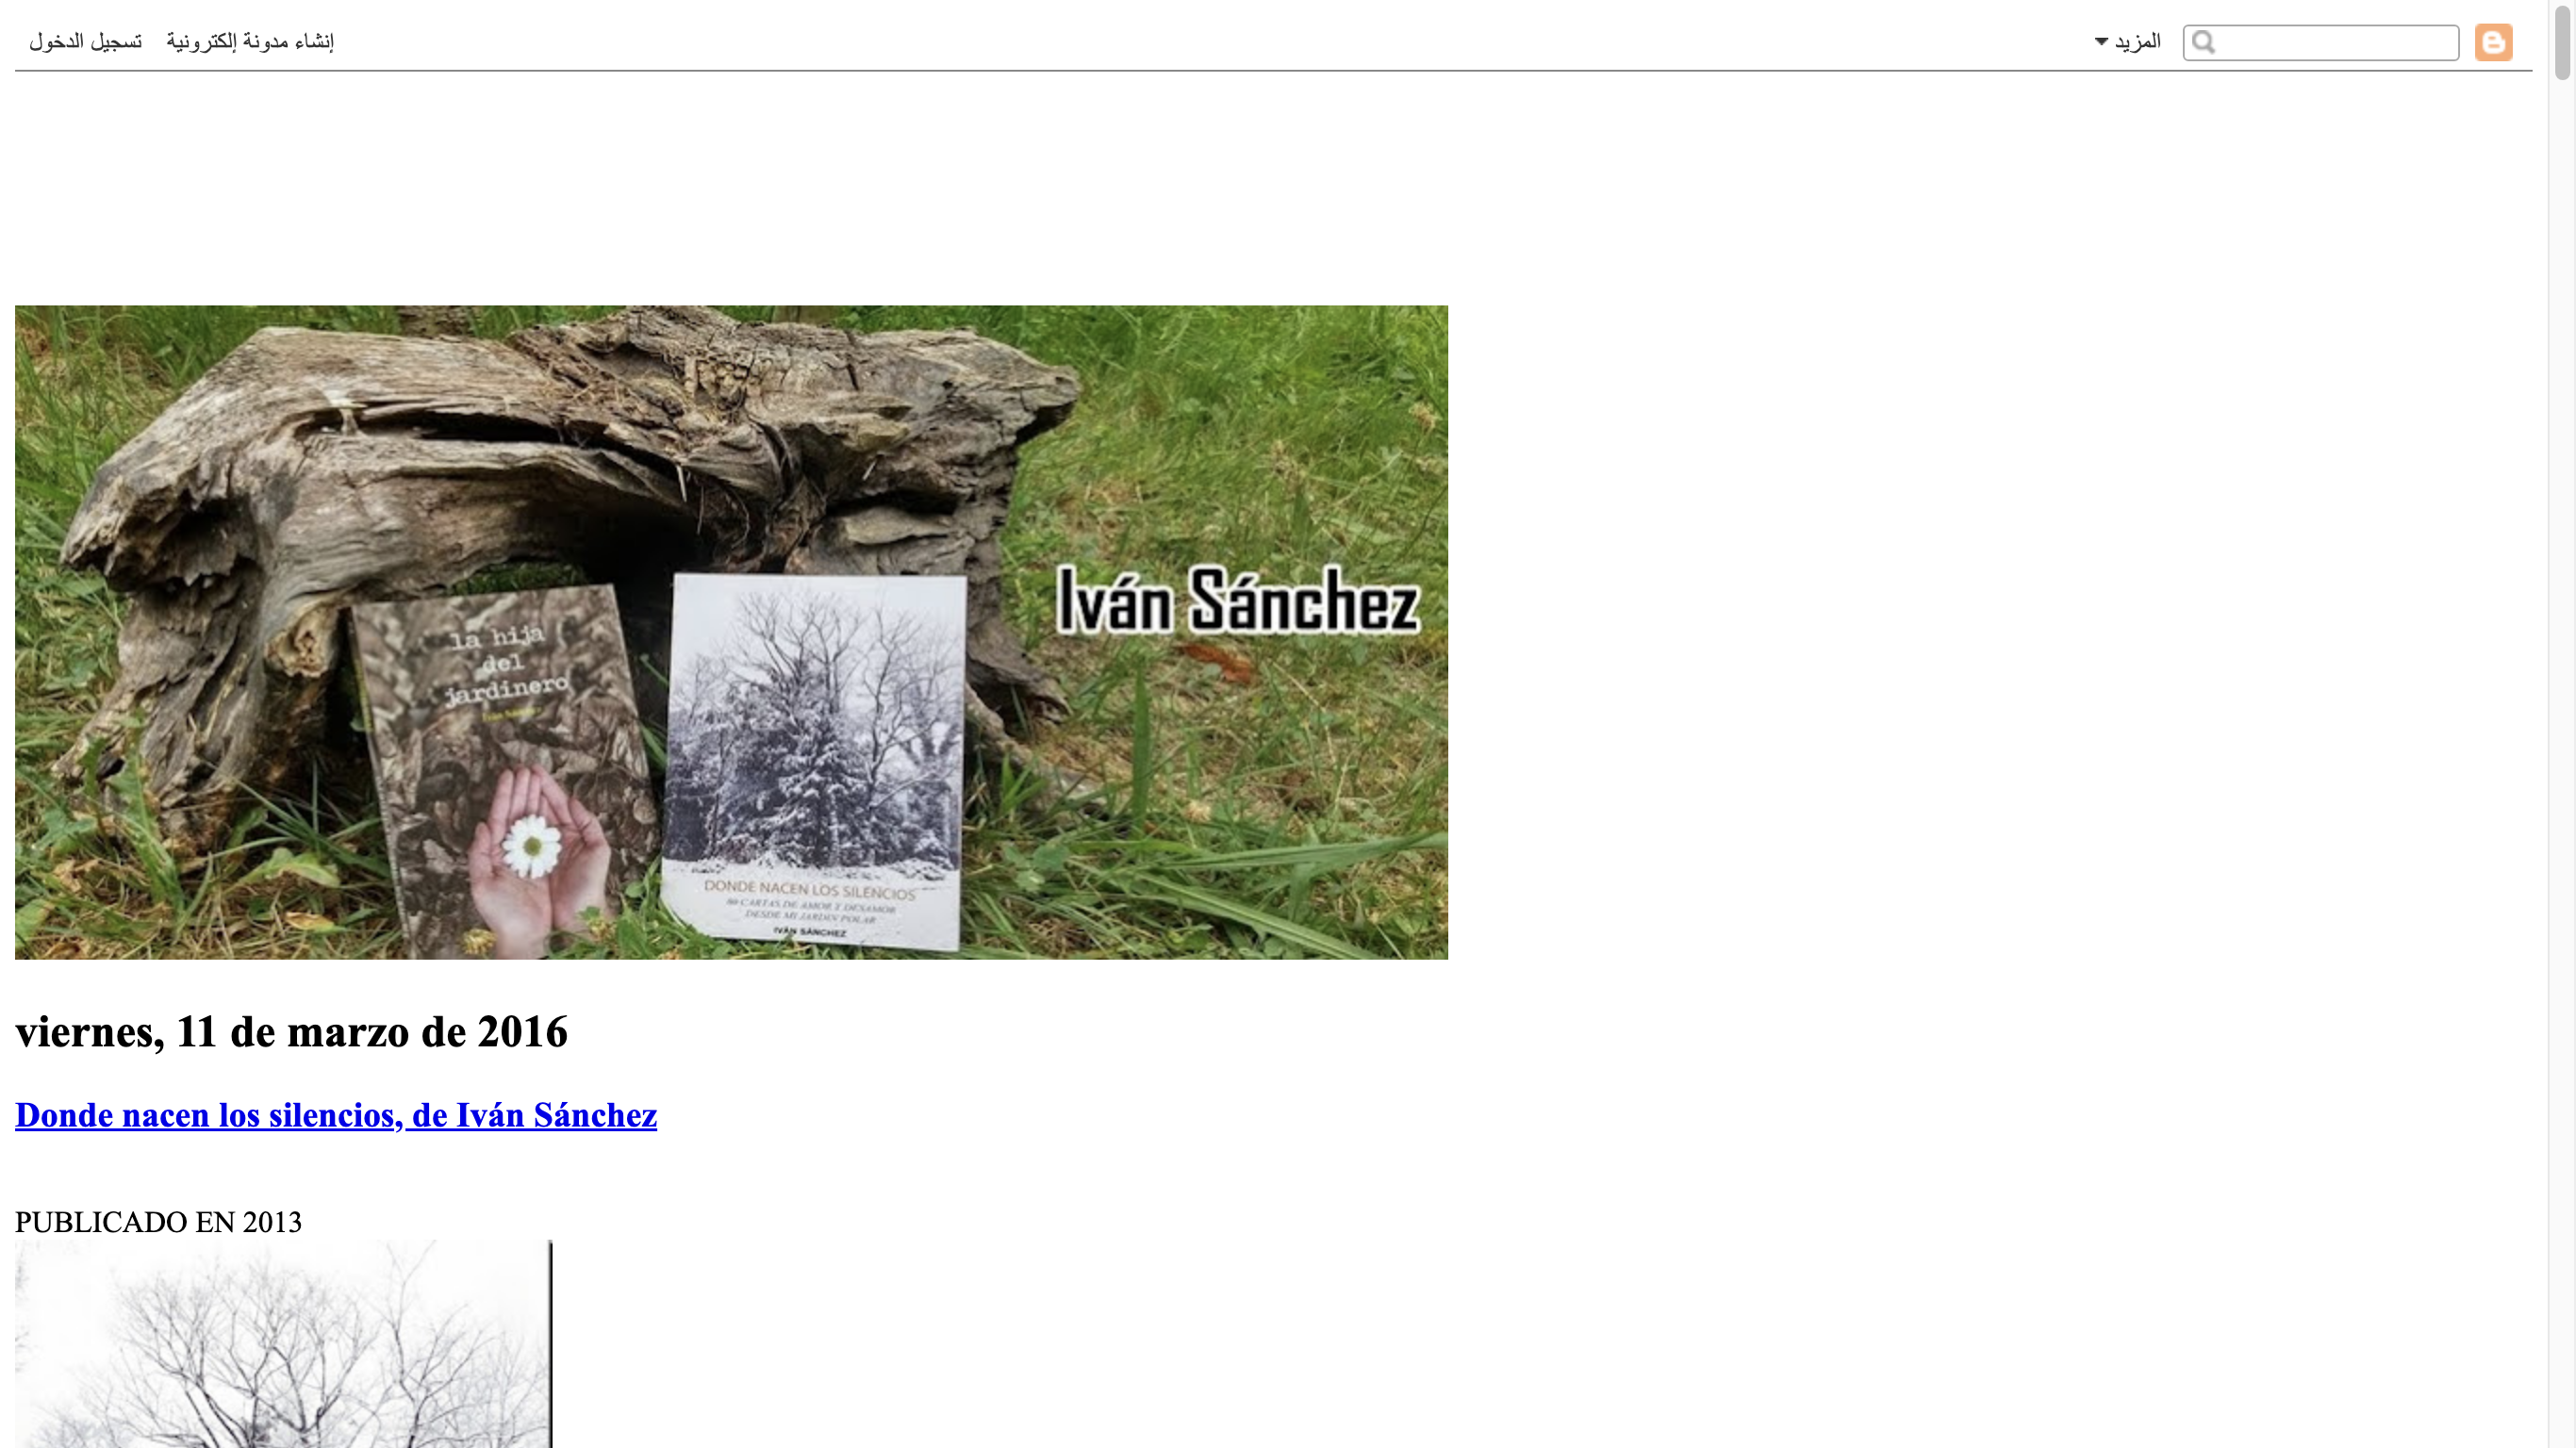 المزيد
إنشاء مدونة إلكترونية
تسجيل الدخول
la hija
del
jardinero
Iván Sánchez
DONDE NACEN LOS SILENCIOS
80 CARTAS DE AMOR Y DESAMOR
DESDE MI JARDÍN POLAR
IVÁN SÁNCHEZ
viernes, 11 de marzo de 2016
Donde nacen los silencios, de Iván Sánchez
PUBLICADO EN 2013